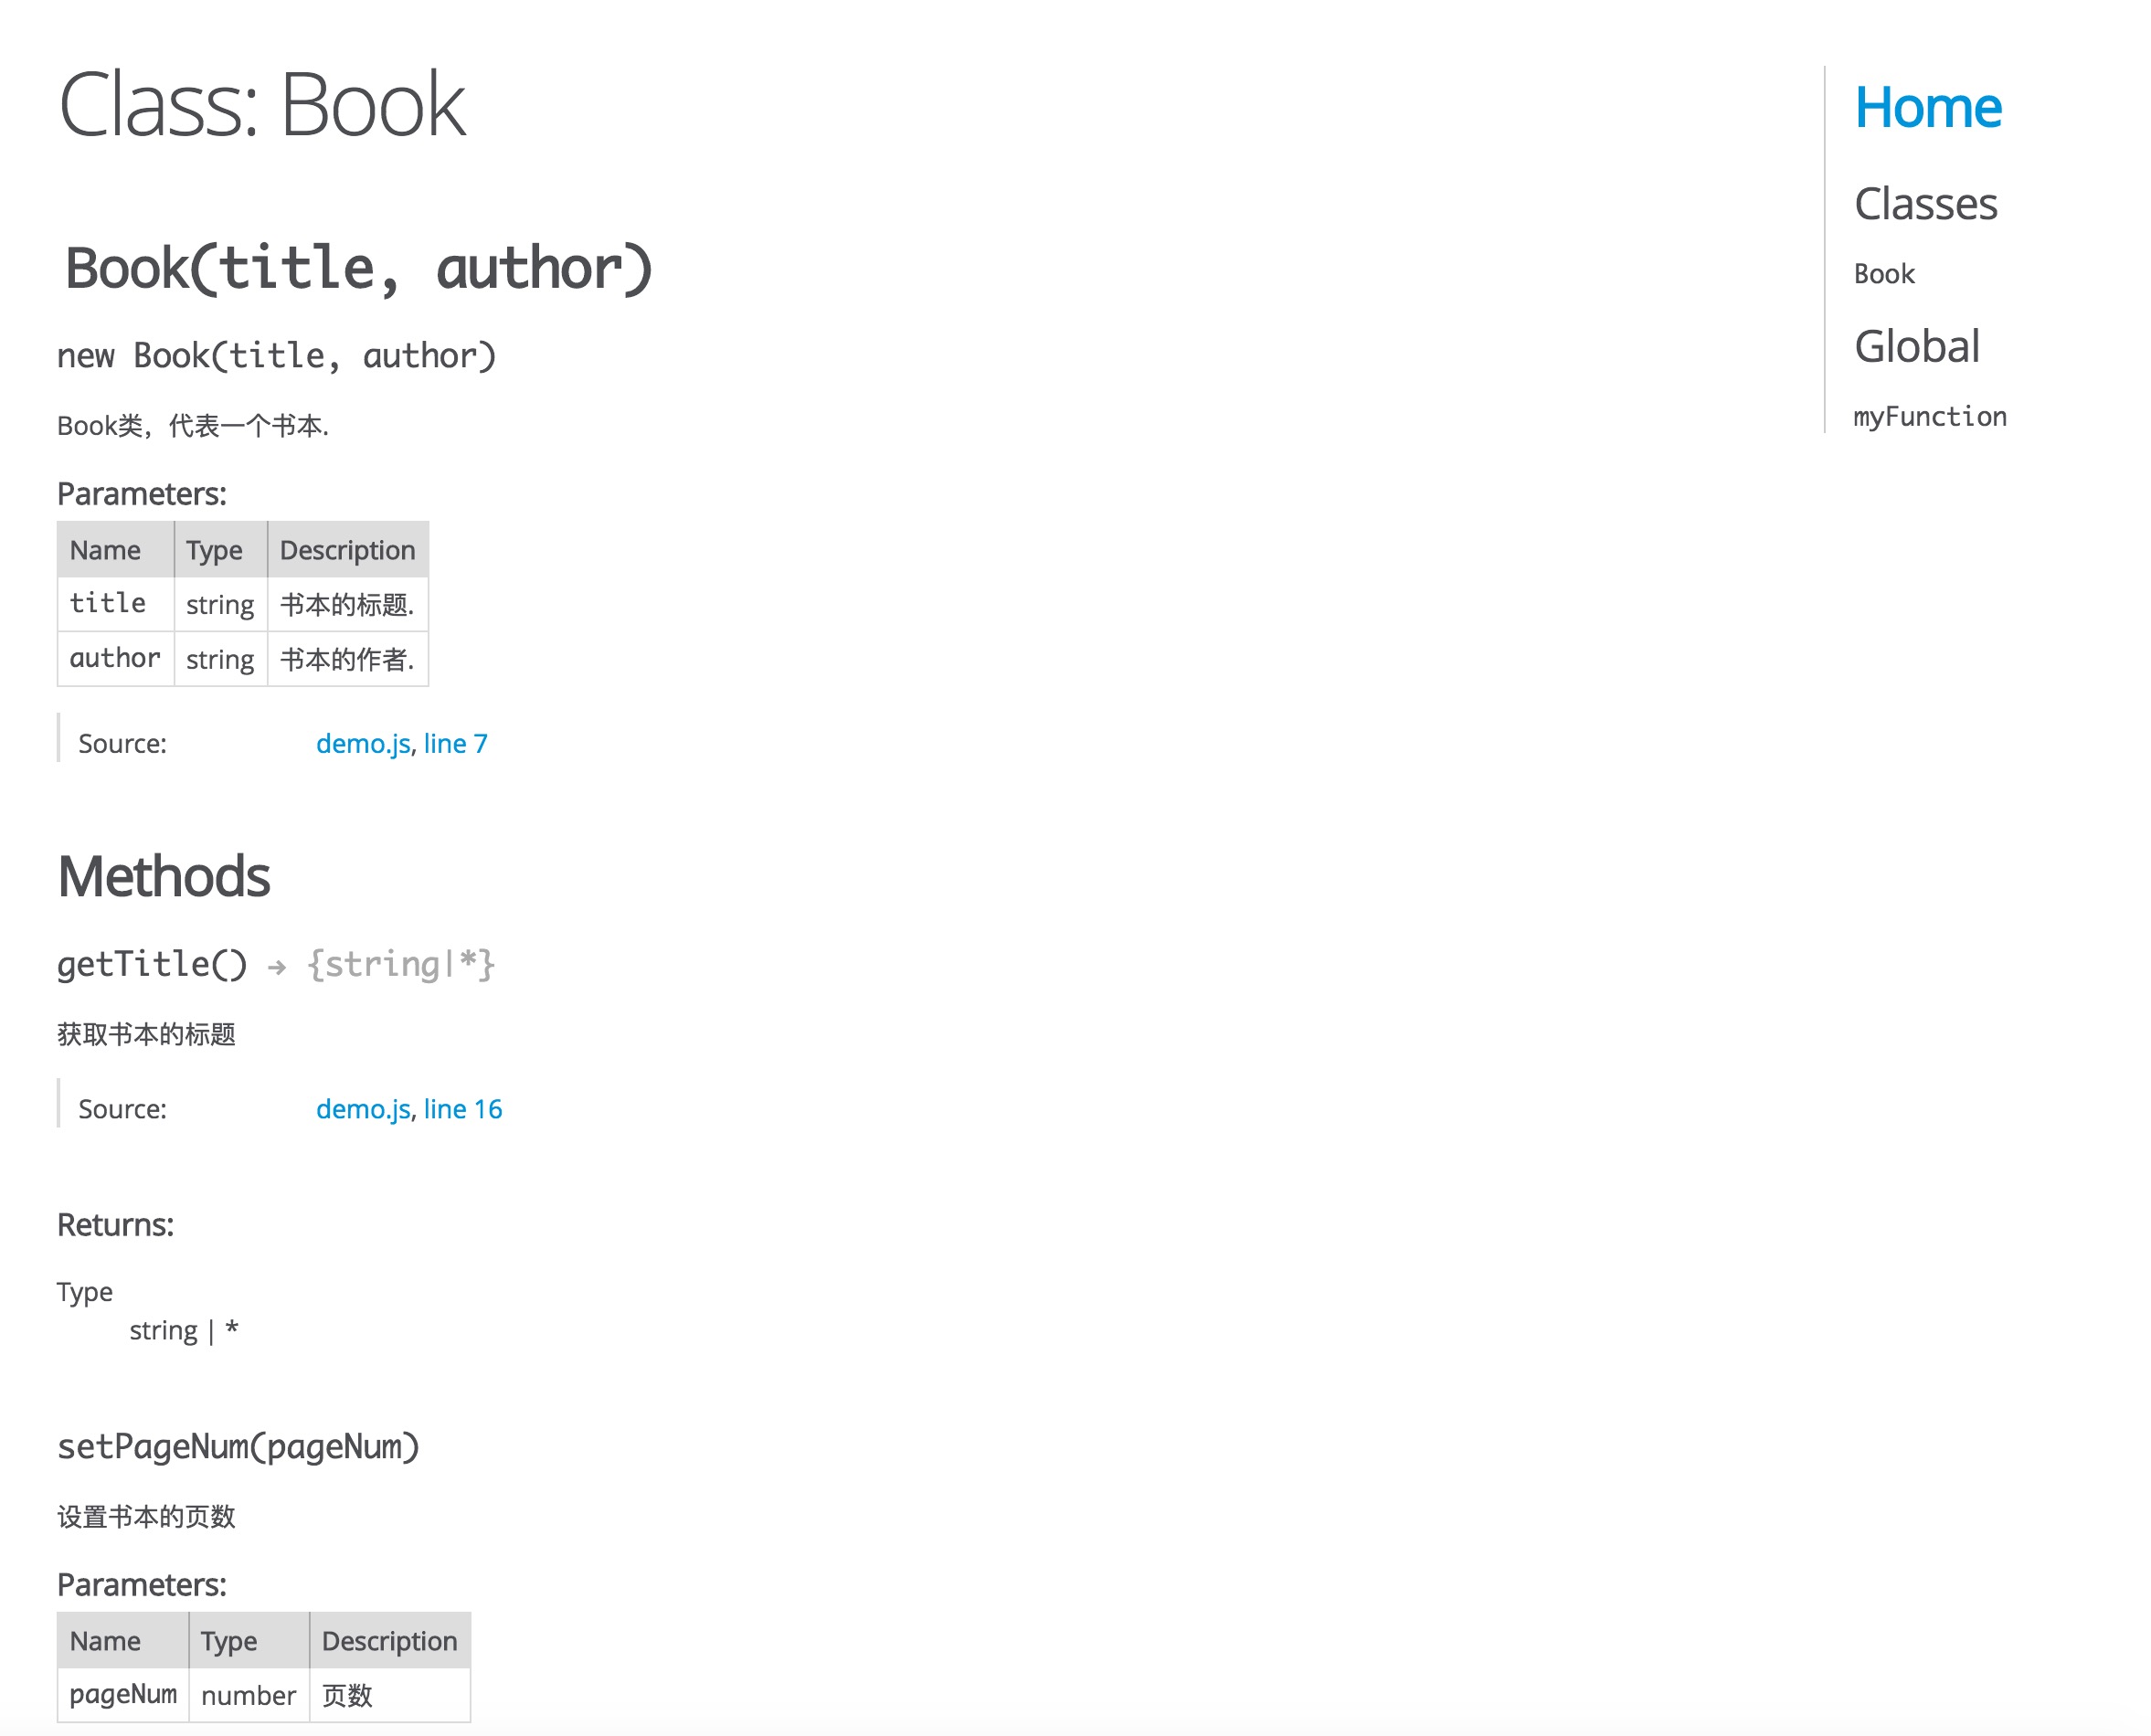 Class: Book
Book(title, author)
new Book(title, author)
Book类，代表一个书本.
Parameters:
Name Type Description
title string 书本的标题.
author string 书本的作者.
Source: demo.js, line 7
Methods
getTitle() → {string|*}
获取书本的标题
Source: demo.js, line 16
Returns:
Type
string | *
setPageNum(pageNum)
设置书本的页数
Parameters:
Name Type Description
pageNum number 页数
Home
Classes
Book
Global
myFunction